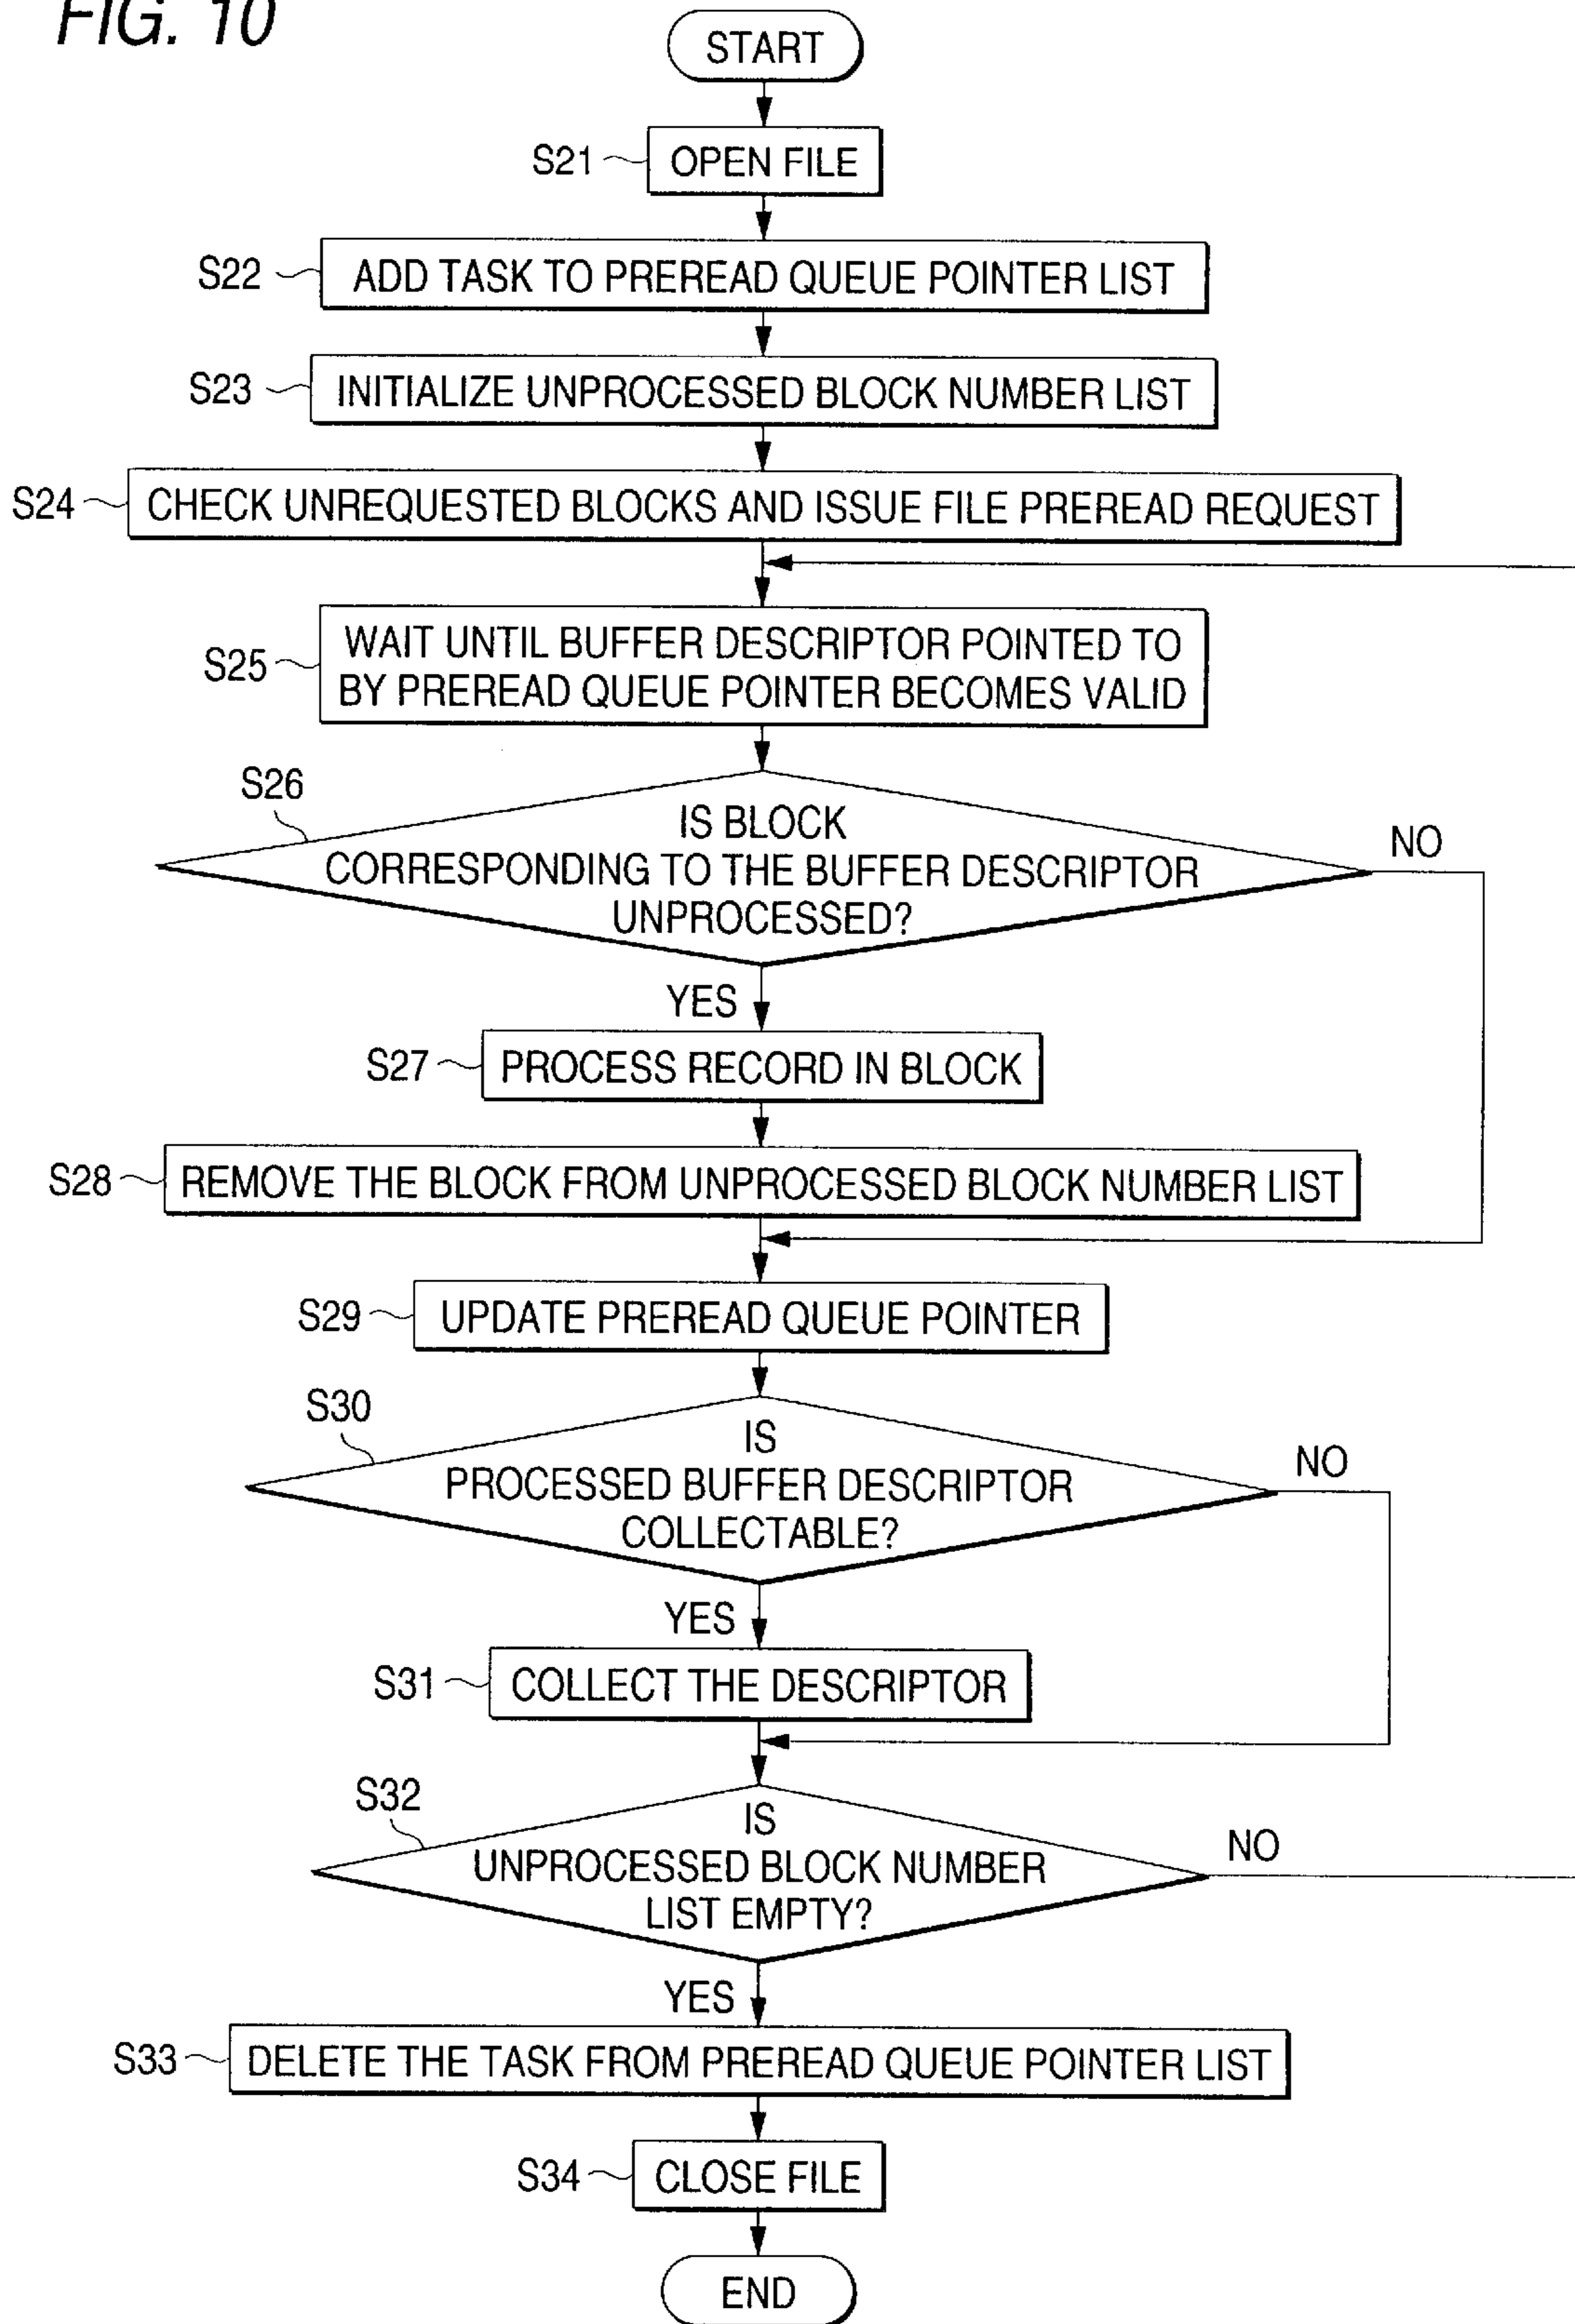 FIG. 10
START
S21
OPEN FILE
S22
ADD TASK TO PREREAD QUEUE POINTER LIST
S23
INITIALIZE UNPROCESSED BLOCK NUMBER LIST
S24
CHECK UNREQUESTED BLOCKS AND ISSUE FILE PREREAD REQUEST
S25
WAIT UNTIL BUFFER DESCRIPTOR POINTED TO
BY PREREAD QUEUE POINTER BECOMES VALID
S26
IS BLOCK
CORRESPONDING TO THE BUFFER DESCRIPTOR
UNPROCESSED?
NO
YES
S27
PROCESS RECORD IN BLOCK
S28
REMOVE THE BLOCK FROM UNPROCESSED BLOCK NUMBER LIST
S29
UPDATE PREREAD QUEUE POINTER
S30
IS
PROCESSED BUFFER DESCRIPTOR
COLLECTABLE?
NO
YES
S31
COLLECT THE DESCRIPTOR
S32
IS
UNPROCESSED BLOCK NUMBER
LIST EMPTY?
NO
YES
S33
DELETE THE TASK FROM PREREAD QUEUE POINTER LIST
S34
CLOSE FILE
END